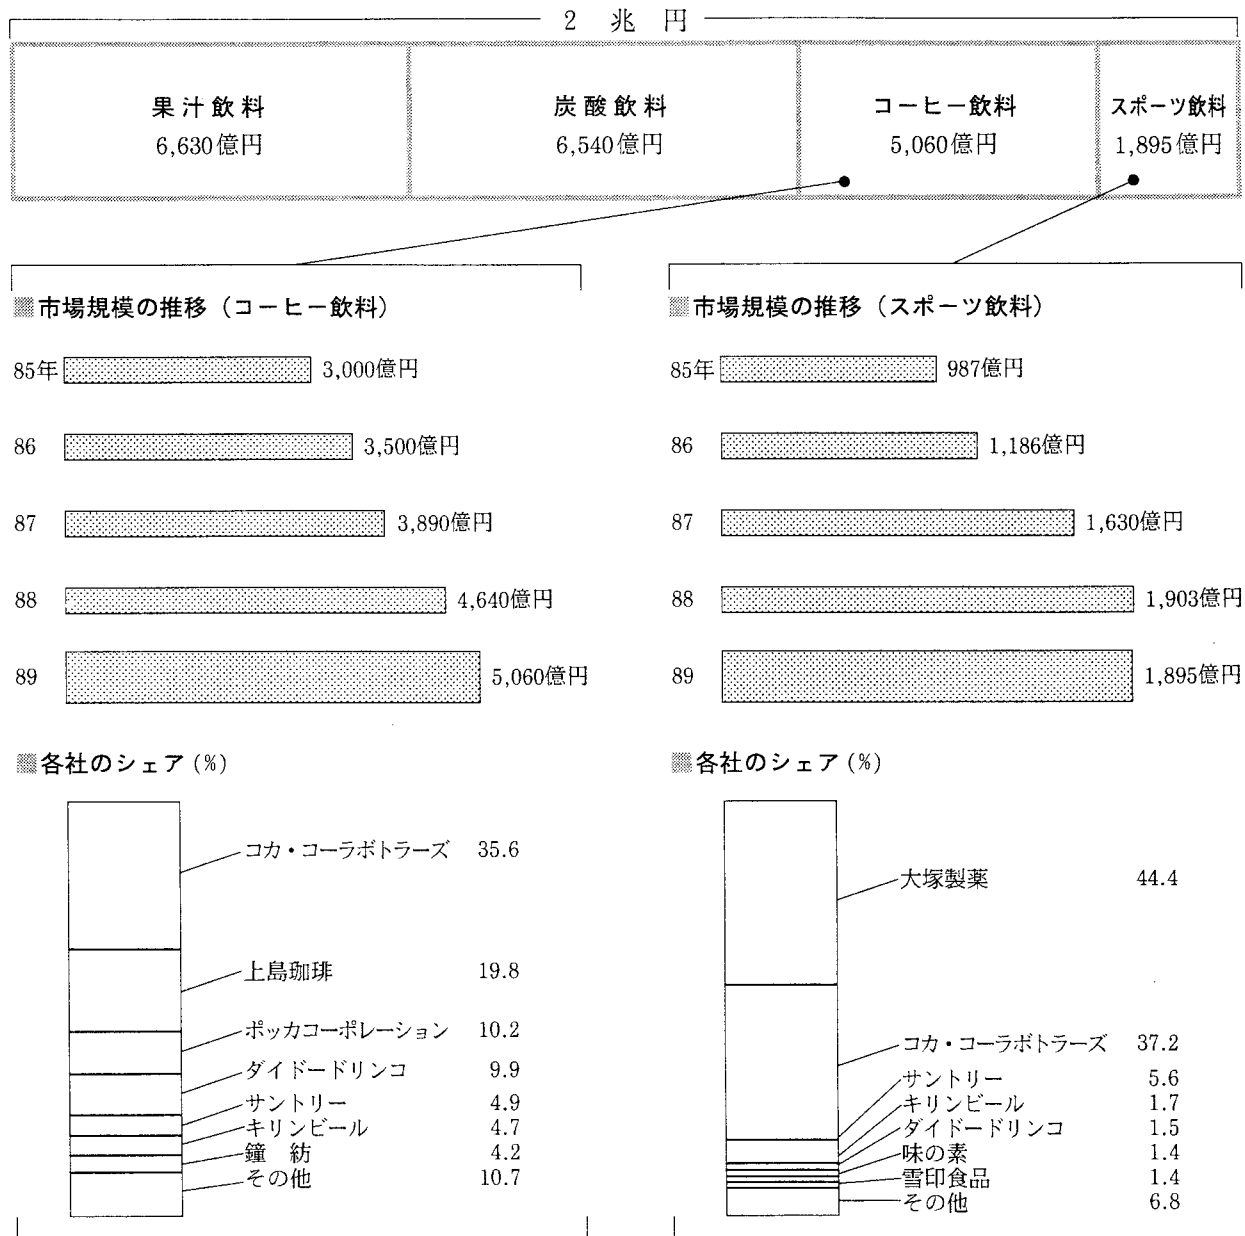 2 兆 円
果汁飲料 炭酸飲料 コーヒー飲料 スポーツ飲料
6,630億円 6,540億円 5,060億円 1,895億円
市場規模の推移(コーヒー飲料)
85年 3,000億円
86 3,500億円
87 3,890億円
88 4,640億円
89 5,060億円
各社のシェア(%)
コカ・コーラボトラーズ 35.6
上島珈琲 19.8
ポッカコーポレーション 10.2
ダイドードリンコ 9.9
サントリー 4.9
キリンビール 4.7
鐘 紡 4.2
その他 10.7
市場規模の推移(スポーツ飲料)
85年 987億円
86 1,186億円
87 1,630億円
88 1,903億円
89 1,895億円
各社のシェア(%)
大塚製薬 44.4
コカ・コーラボトラーズ 37.2
サントリー 5.6
キリンビール 1.7
ダイドードリンコ 1.5
味の素 1.4
雪印食品 1.4
その他 6.8